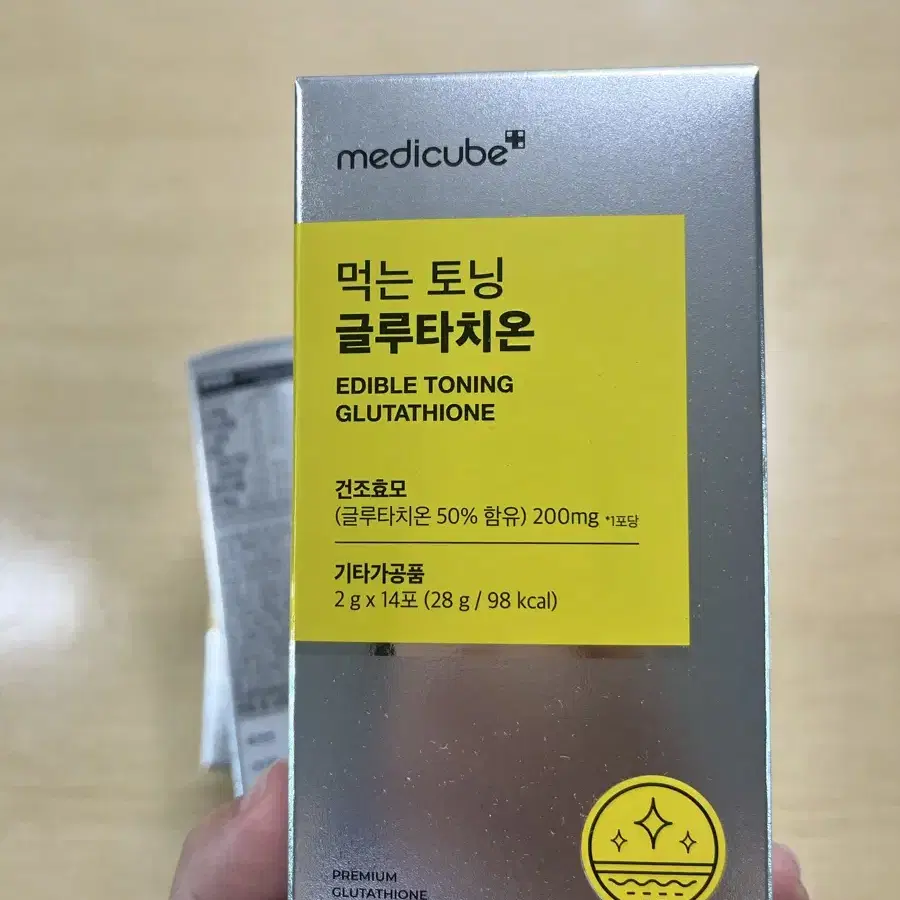 medicube
먹는 토닝
글루타치온
EDIBLE TONING
GLUTATHIONE
건조효모
(글루타치온 50% 함유) 200mg *1포당
기타가공품
2 g x 14포 (28 g / 98 kcal)
PREMIUM
GLUTATHIONE